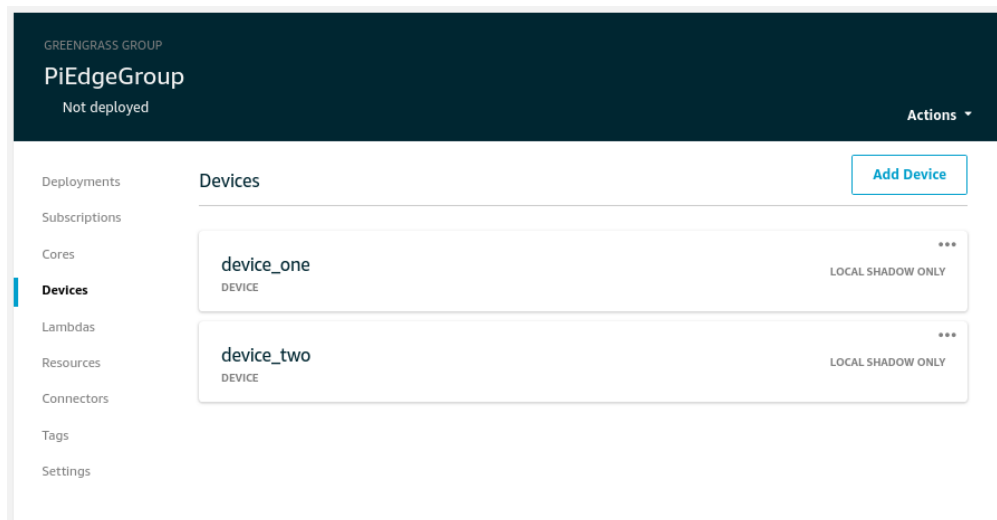 GREENGRASS GROUP
PiEdgeGroup
Not deployed
Actions
Deployments
Subscriptions
Cores
Devices
Lambdas
Resources
Connectors
Tags
Settings
Devices
Add Device
device_one
DEVICE
LOCAL SHADOW ONLY
device_two
DEVICE
LOCAL SHADOW ONLY